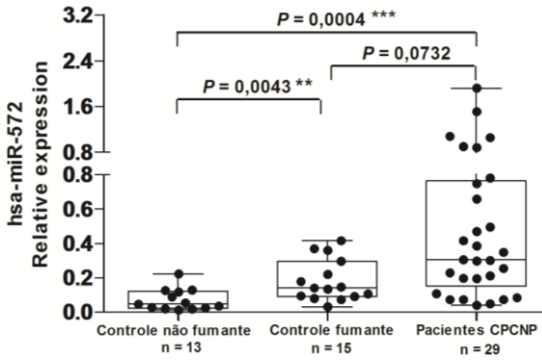 3.2
P = 0,0004 ***
2.4
P = 0,0732
P = 0,0043 **
1.6
0.8
0.8
0.6
0.4
0.2
0.0
hsa-miR-572
Relative expression
Controle não fumante
n = 13
Controle fumante
n = 15
Pacientes CPCNP
n = 29